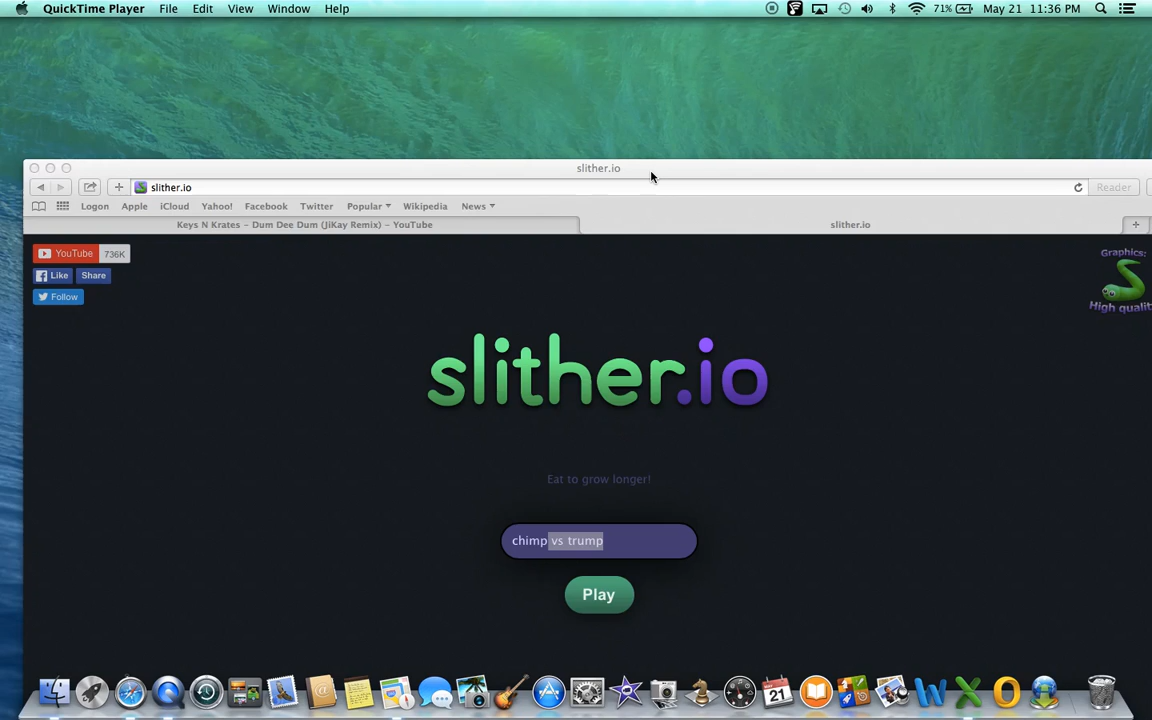 QuickTime Player File Edit View Window Help 71% May 21 11:36 PM
slither.io
slither.io Reader
Logon Apple iCloud Yahoo! Facebook Twitter Popular Wikipedia News
Keys N Krates – Dum Dee Dum (JiKay Remix) – YouTube slither.io
YouTube 736K
Like Share
Follow
Graphics:
High qualit
slither.io
Eat to grow longer!
chimp vs trump
Play
21